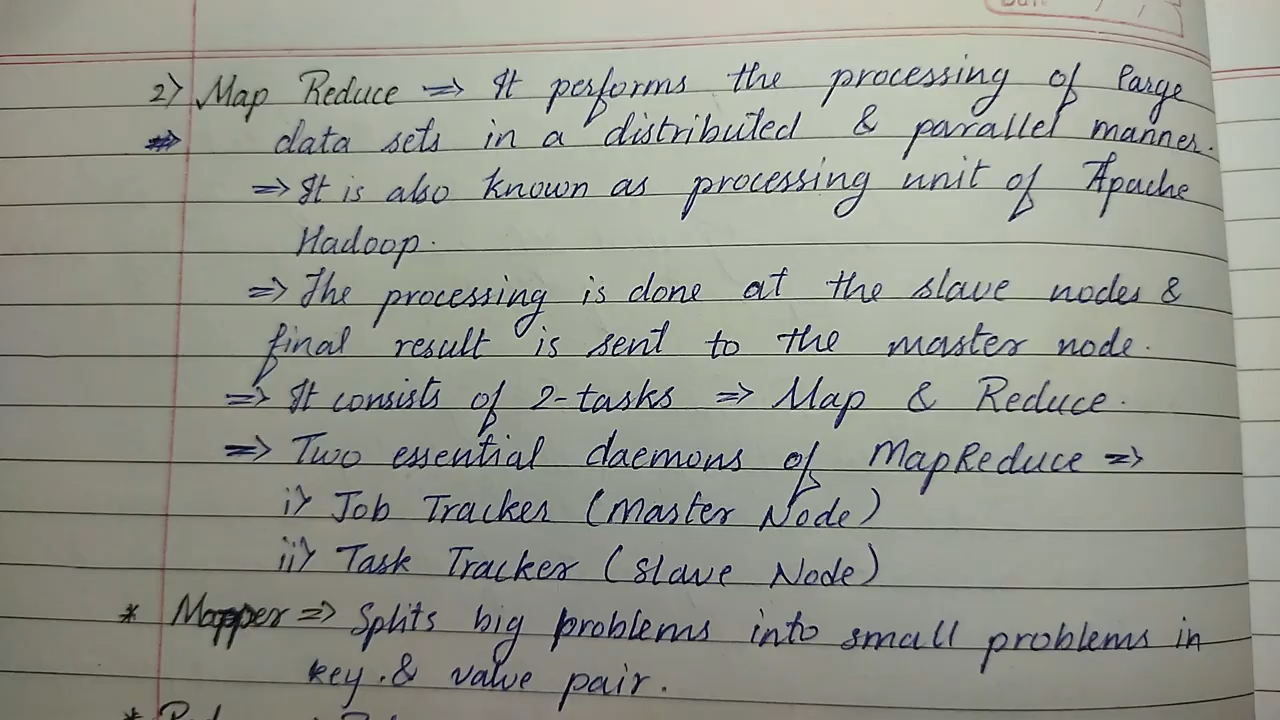 2) Map Reduce => It performs the processing of large
=> data sets in a distributed & parallel manner.
=> It is also known as processing unit of Apache
Hadoop.
=> The processing is done at the slave nodes &
final result is sent to the master node.
=> It consists of 2-tasks => Map & Reduce.
=> Two essential daemons of MapReduce =>
i) Job Tracker (Master Node)
ii) Task Tracker (Slave Node)
* Mapper => Splits big problems into small problems in
key. & value pair.
*